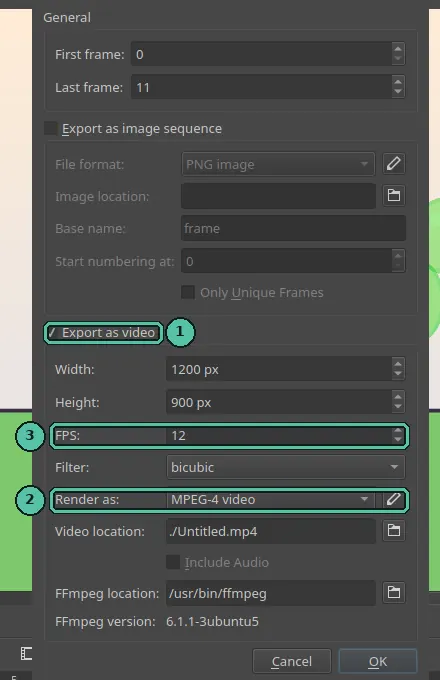 General
First frame: 0
Last frame: 11
Export as image sequence
File format: PNG image
Image location:
Base name: frame
Start numbering at: 0
Only Unique Frames
✓ Export as video 1
Width: 1200 px
Height: 900 px
3 FPS: 12
Filter: bicubic
2 Render as: MPEG-4 video
Video location: ./Untitled.mp4
Include Audio
FFmpeg location: /usr/bin/ffmpeg
FFmpeg version: 6.1.1-3ubuntu5
Cancel OK